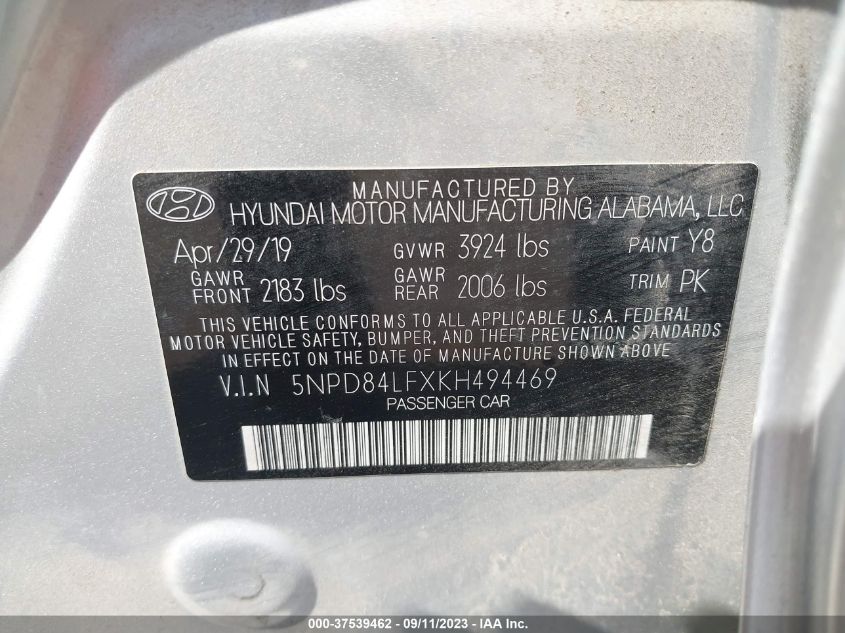 MANUFACTURED BY
HYUNDAI MOTOR MANUFACTURING ALABAMA, LLC
Apr/29/19 GVWR 3924 lbs PAINT Y8
GAWR FRONT 2183 lbs GAWR REAR 2006 lbs TRIM PK
THIS VEHICLE CONFORMS TO ALL APPLICABLE U.S.A. FEDERAL
MOTOR VEHICLE SAFETY, BUMPER, AND THEFT PREVENTION STANDARDS
IN EFFECT ON THE DATE OF MANUFACTURE SHOWN ABOVE
V.I.N 5NPD84LFXKH494469
PASSENGER CAR
000-37539462 - 09/11/2023 - IAAI.com